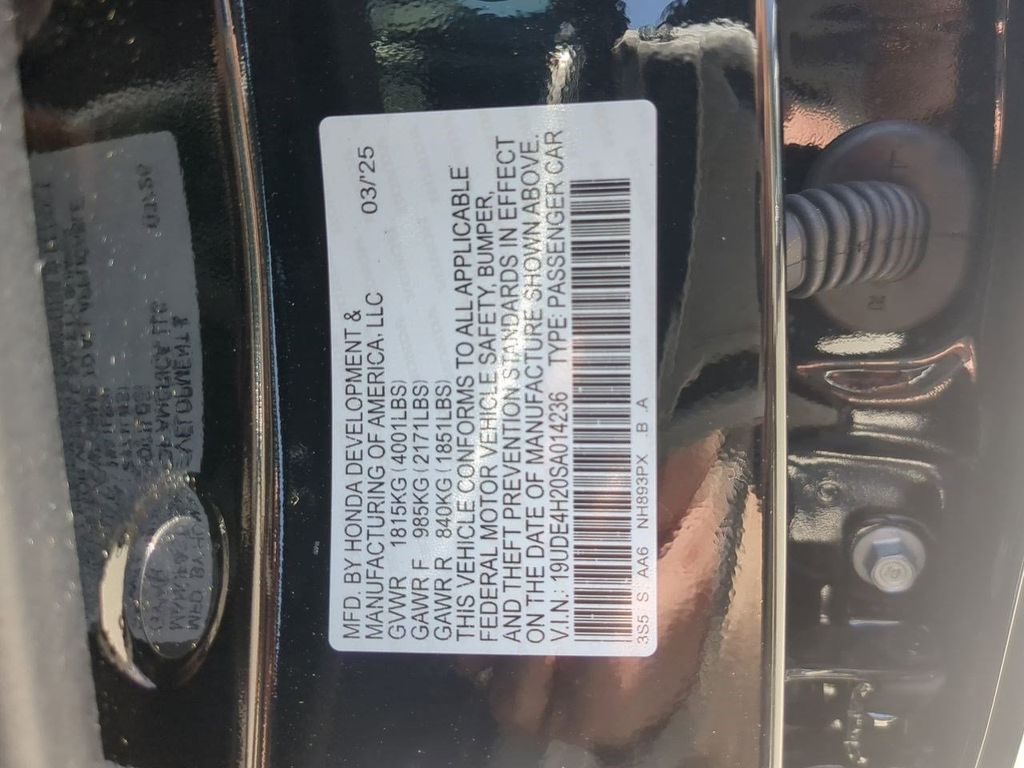 MFD. BY HONDA DEVELOPMENT &
MANUFACTURING OF AMERICA, LLC 03/25
GVWR 1815KG (4001LBS)
GAWR F 985KG (2171LBS)
GAWR R 840KG (1851LBS)
THIS VEHICLE CONFORMS TO ALL APPLICABLE
FEDERAL MOTOR VEHICLE SAFETY, BUMPER,
AND THEFT PREVENTION STANDARDS IN EFFECT
ON THE DATE OF MANUFACTURE SHOWN ABOVE.
V.I.N.: 19UDE4H20SA014236 TYPE: PASSENGER CAR
3S5 S AA6 NH893PX .B .A